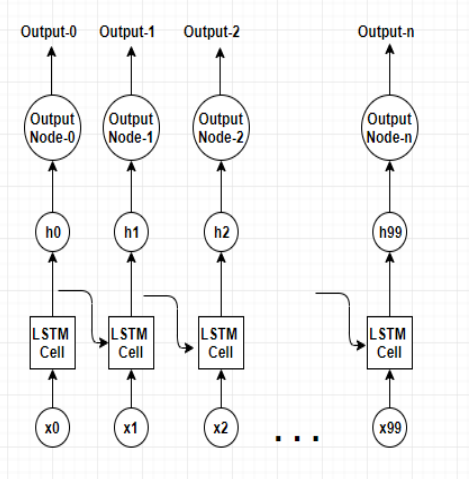 Output-0 Output-1 Output-2 Output-n
Output Node-0 Output Node-1 Output Node-2 Output Node-n
h0 h1 h2 h99
LSTM Cell LSTM Cell LSTM Cell LSTM Cell
x0 x1 x2 . . . x99